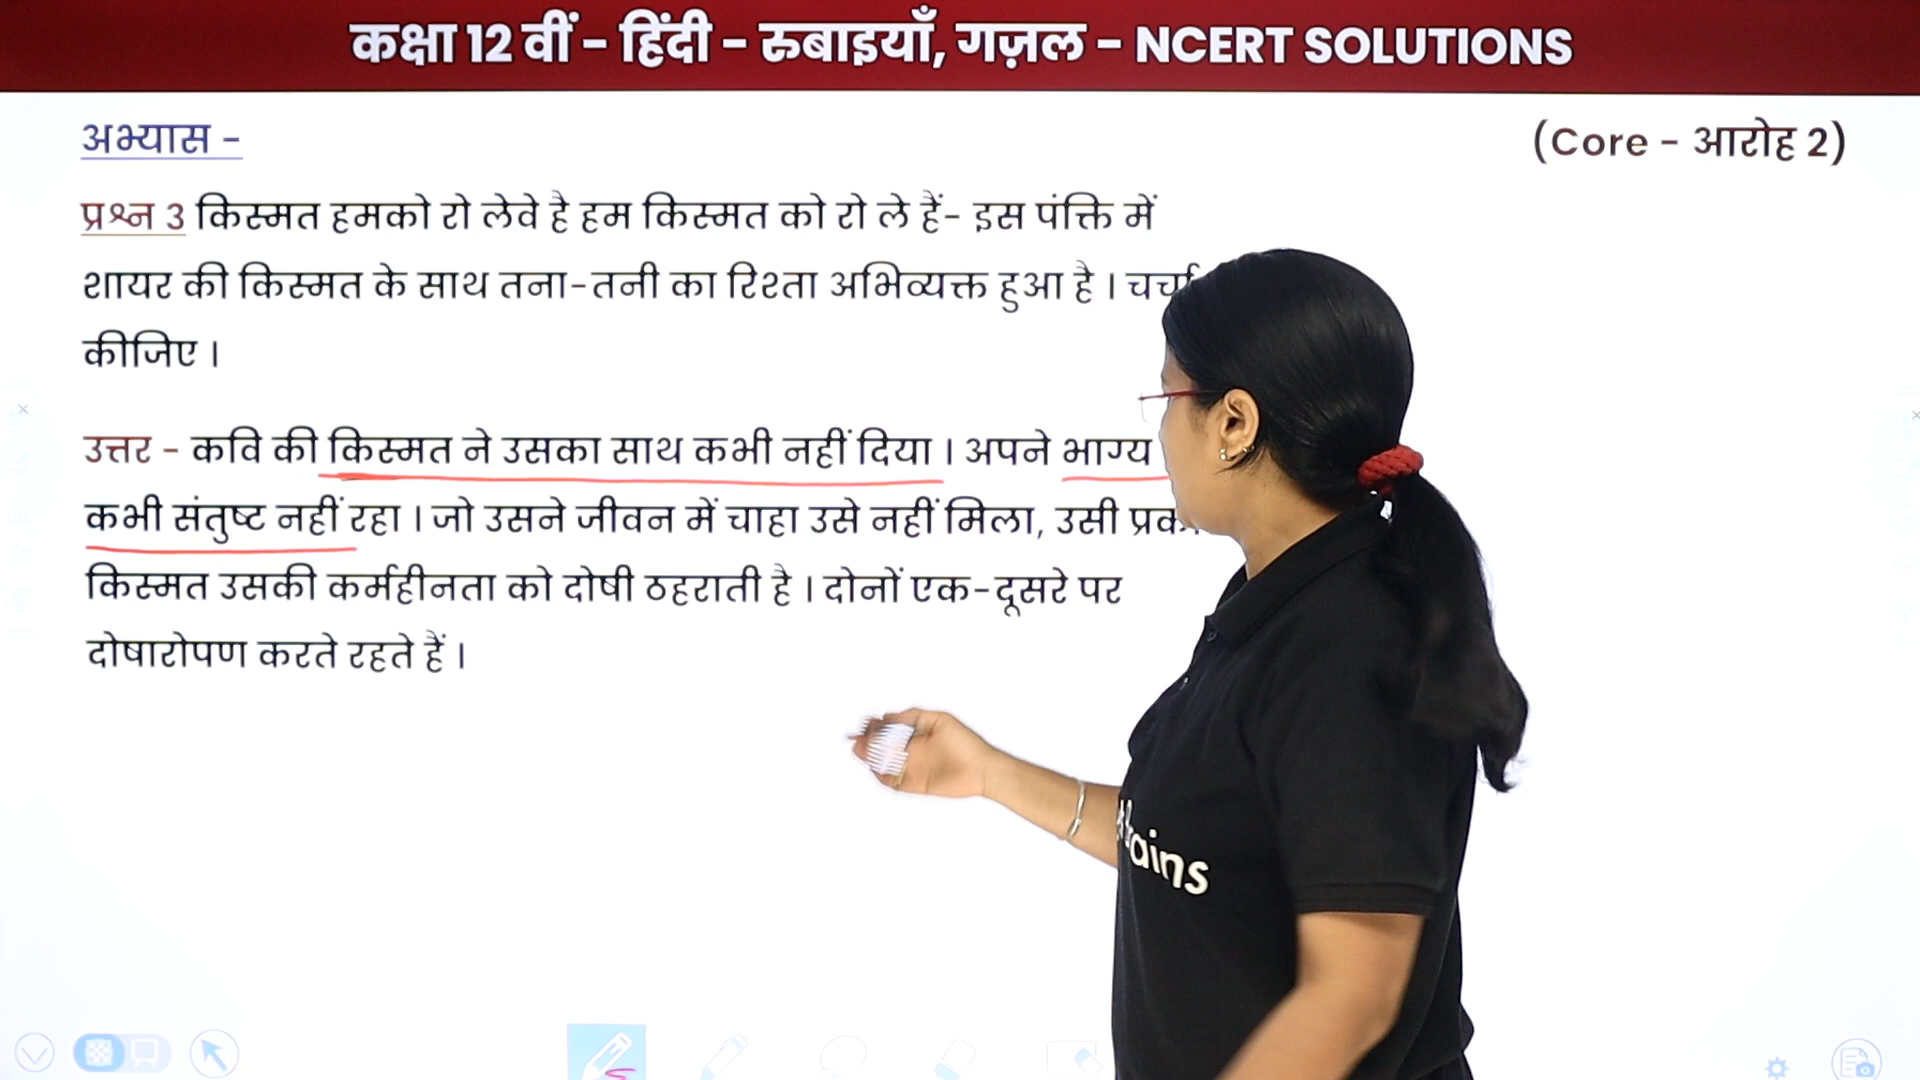 कक्षा 12 वीं - हिंदी - रुबाइयाँ, गज़ल - NCERT SOLUTIONS
अभ्यास -
(Core - आरोह 2)
प्रश्न 3 किस्मत हमको रो लेवे है हम किस्मत को रो ले हैं- इस पंक्ति में
शायर की किस्मत के साथ तना-तनी का रिश्ता अभिव्यक्त हुआ है । चर्चा
कीजिए ।
उत्तर - कवि की किस्मत ने उसका साथ कभी नहीं दिया । अपने भाग्य
कभी संतुष्ट नहीं रहा । जो उसने जीवन में चाहा उसे नहीं मिला, उसी
किस्मत उसकी कर्महीनता को दोषी ठहराती है । दोनों एक-दूसरे पर
दोषारोपण करते रहते हैं ।